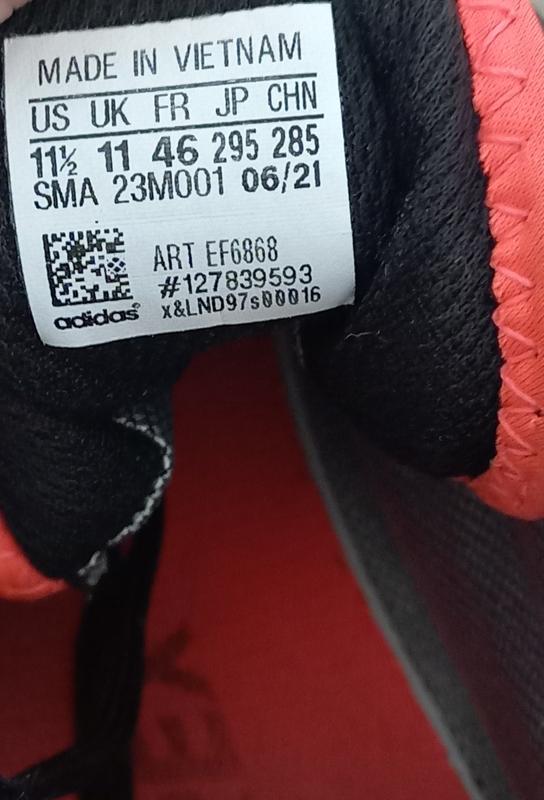 MADE IN VIETNAM
US UK FR JP CHN
11½ 11 46 295 285
SMA 23M001 06/21
ART EF6868
#127839593
x&LND97s00016
adidas